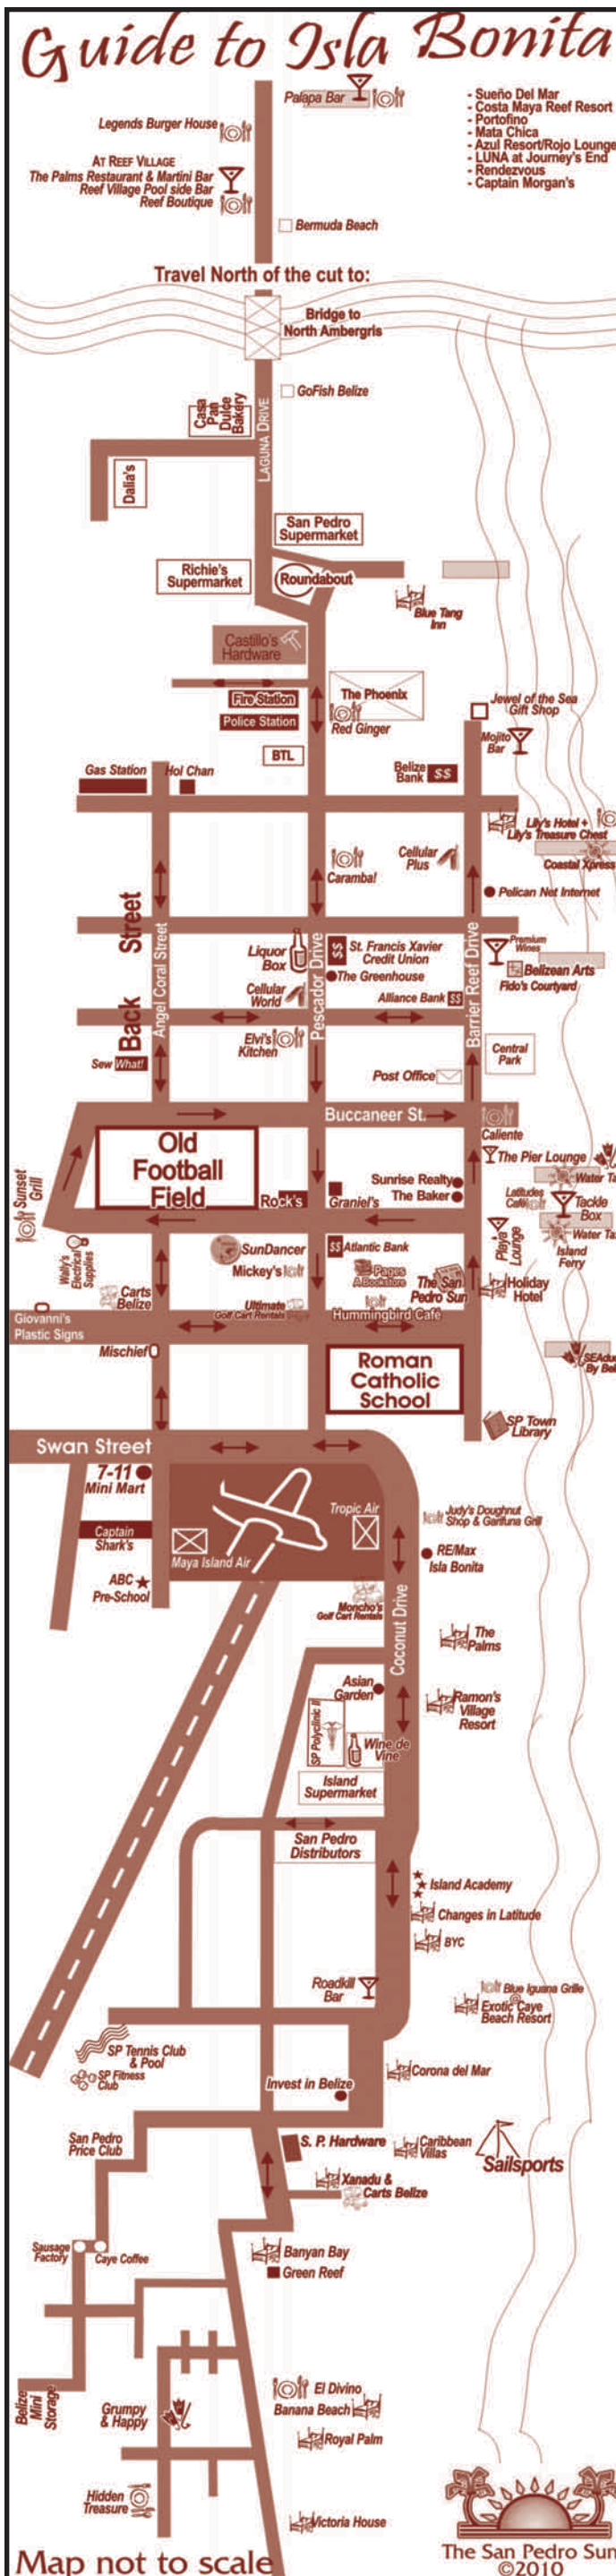 Guide to Isla Bonita
Palapa Bar
- Sueño Del Mar
- Costa Maya Reef Resort
- Portofino
- Mata Chica
- Azul Resort/Rojo Lounge
- LUNA at Journey's End
- Rendezvous
- Captain Morgan's
Legends Burger House
AT REEF VILLAGE
The Palms Restaurant & Martini Bar
Reef Village Pool side Bar
Reef Boutique
Bermuda Beach
Travel North of the cut to:
Bridge to
North Ambergris
GoFish Belize
Casa
Pan
Dulce
Bakery
LAGUNA DRIVE
Dalia's
San Pedro
Supermarket
Richie's
Supermarket
Roundabout
Blue Tang
Inn
Castillo's
Hardware
Fire Station
Police Station
The Phoenix
Red Ginger
Jewel of the Sea
Gift Shop
Mojito
Bar
BTL
Belize
Bank
$$
Gas Station
Hol Chan
Lily's Hotel +
Lily's Treasure Chest
Coastal Xpress
Caramba!
Cellular
Plus
Pelican Net Internet
Back Street
Angel Coral Street
Pescador Drive
Barrier Reef Drive
Liquor
Box
$$
St. Francis Xavier
Credit Union
The Greenhouse
Premium
Wines
Belizean Arts
Fido's Courtyard
Cellular
World
Alliance Bank
$$
Elvi's
Kitchen
Central
Park
Sew What!
Post Office
Buccaneer St.
Caliente
Old
Football
Field
Sunset
Grill
The Pier Lounge
Water Ta
Sunrise Realty
The Baker
Rock's
Graniel's
Latitudes
Café
Tackle
Box
Playa
Lounge
Water Ta
Island
Ferry
Wally's
Electrical
Supplies
SunDancer
Mickey's
$$
Atlantic Bank
Pages
A Bookstore
The San
Pedro Sun
Holiday
Hotel
Carts
Belize
Ultimate
Golf Cart Rentals
Hummingbird Café
Giovanni's
Plastic Signs
Mischief
Roman
Catholic
School
SEAduc
By Bel
SP Town
Library
Swan Street
7-11
Mini Mart
Captain
Shark's
ABC
Pre-School
Maya Island Air
Tropic Air
Judy's Doughnut
Shop & Garifuna Grill
RE/Max
Isla Bonita
Moncho's
Golf Cart Rentals
Coconut Drive
The
Palms
Asian
Garden
Ramon's
Village
Resort
SP Polyclinic II
Wine de
Vine
Island
Supermarket
San Pedro
Distributors
Island Academy
Changes in Latitude
BYC
Roadkill
Bar
Blue Iguana Grille
Exotic Caye
Beach Resort
SP Tennis Club
& Pool
SP Fitness
Club
Corona del Mar
Invest in Belize
San Pedro
Price Club
S. P. Hardware
Caribbean
Villas
Sailsports
Xanadu &
Carts Belize
Sausage
Factory
Caye Coffee
Banyan Bay
Green Reef
Belize
Mini
Storage
Grumpy
& Happy
El Divino
Banana Beach
Royal Palm
Hidden
Treasure
Victoria House
Map not to scale
The San Pedro Sun
©2010